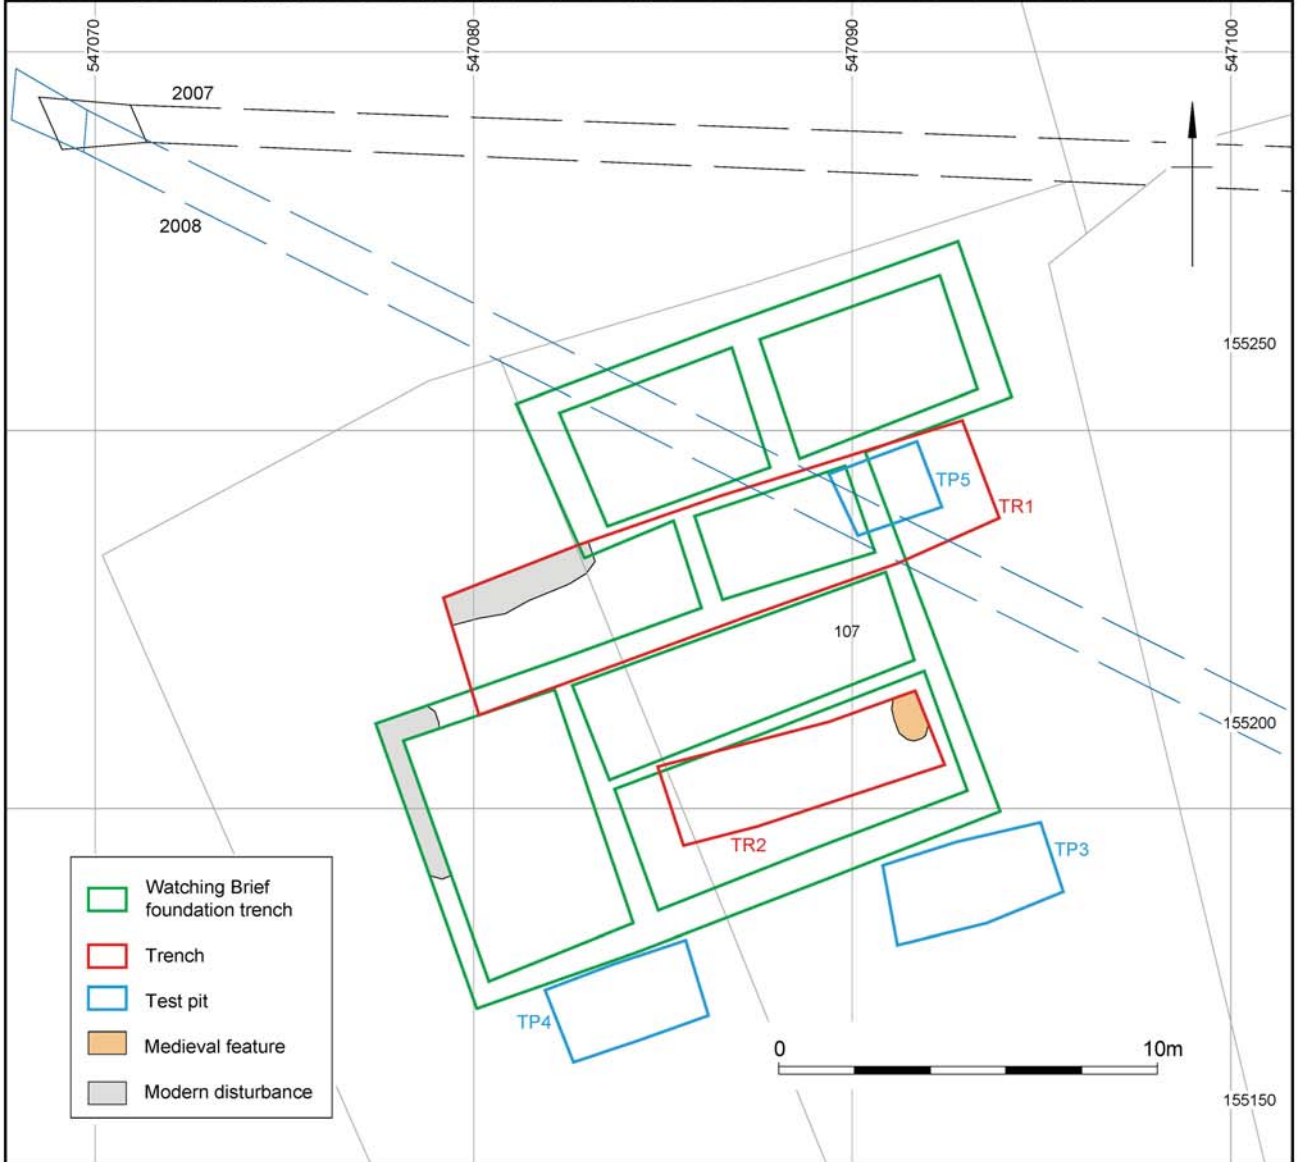 547070
547080
547090
547100
2007
2008
155250
TP5
TR1
107
155200
TR2
TP3
TP4
Watching Brief
foundation trench
Trench
Test pit
Medieval feature
Modern disturbance
0 10m
155150